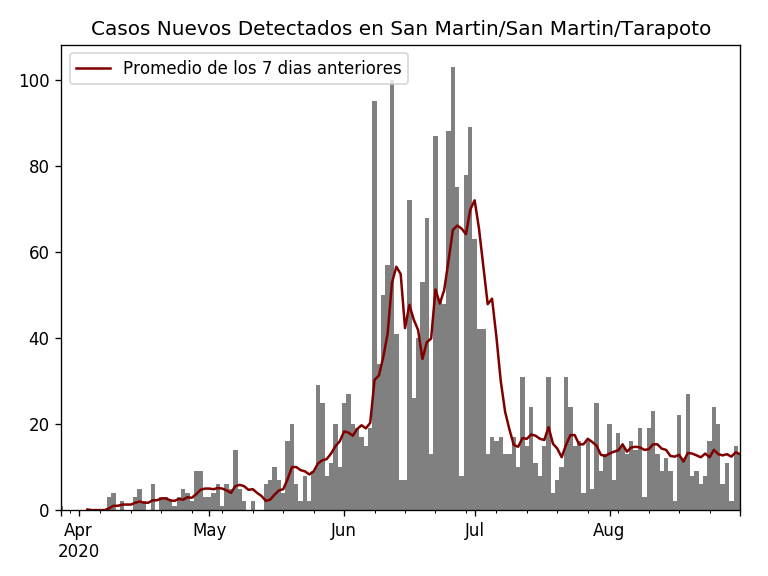 Casos Nuevos Detectados en San Martin/San Martin/Tarapoto
Promedio de los 7 dias anteriores
100
80
60
40
20
0
Apr May Jun Jul Aug
2020